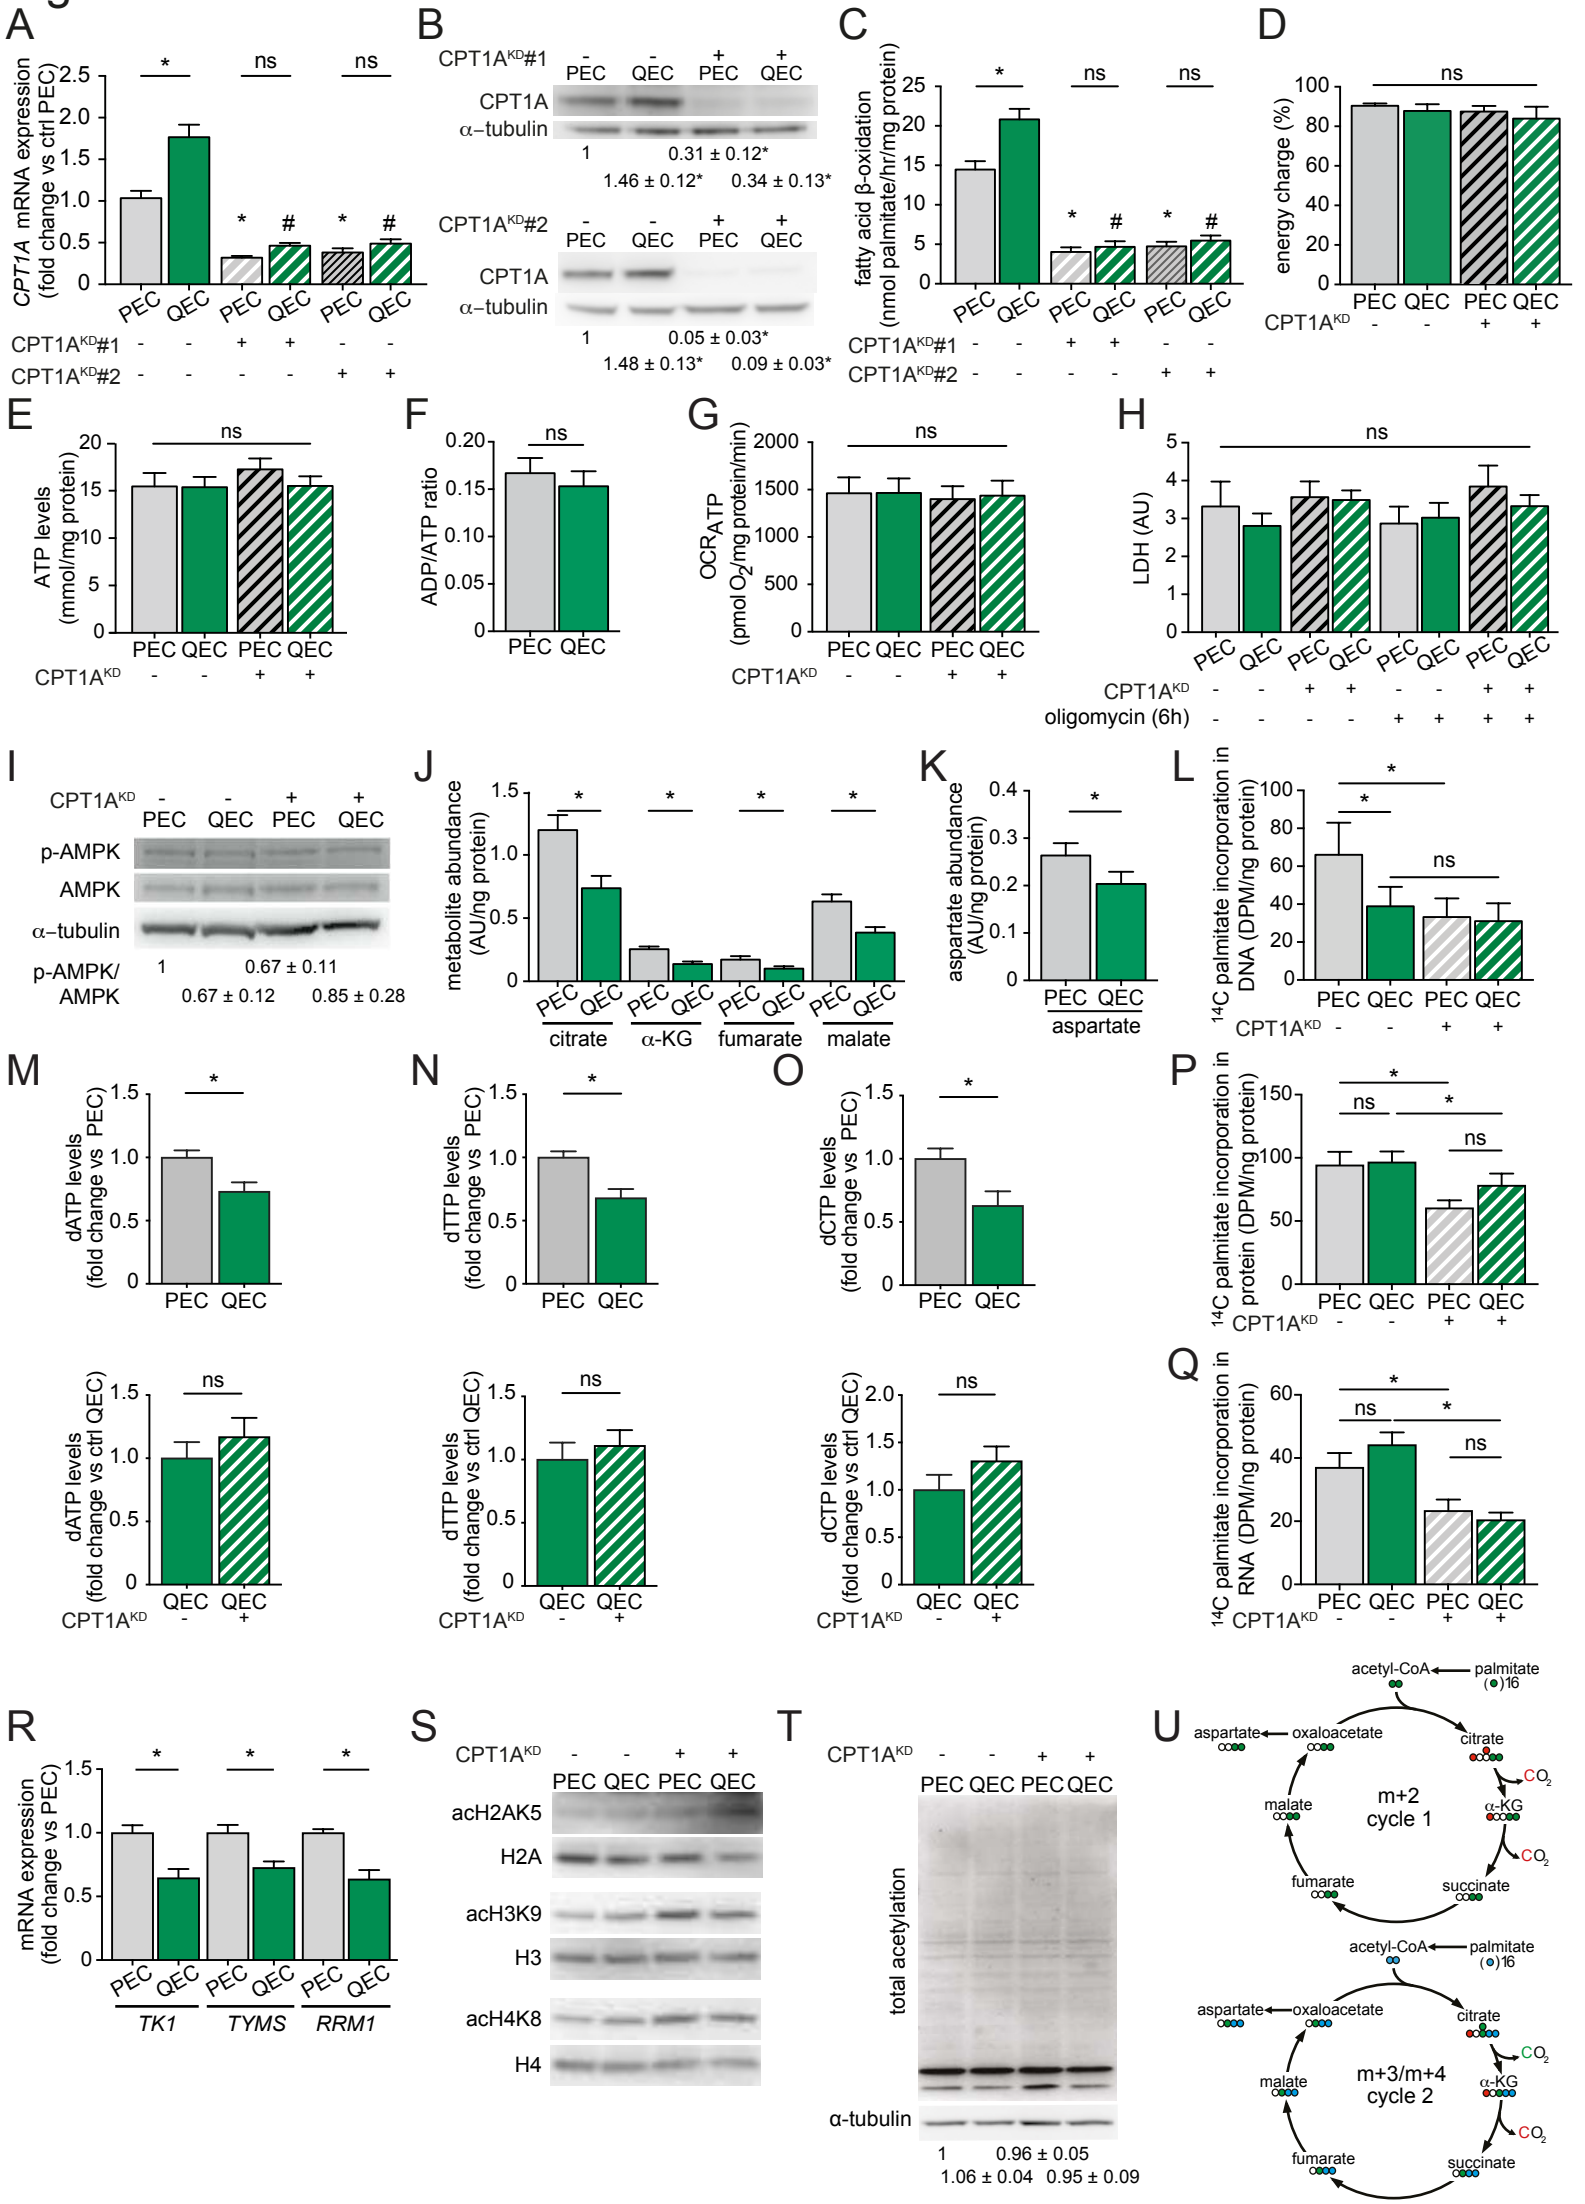 A
CPT1A mRNA expression
(fold change vs ctrl PEC)
2.5
2.0
1.5
1.0
0.5
0
* ns ns
* # * #
PEC QEC PEC QEC PEC QEC
CPT1AKD#1 - - + + - -
CPT1AKD#2 - - - - + +
B
CPT1AKD#1 - - + +
PEC QEC PEC QEC
CPT1A
α−tubulin
1 0.31 ± 0.12*
1.46 ± 0.12* 0.34 ± 0.13*
CPT1AKD#2 - - + +
PEC QEC PEC QEC
CPT1A
α−tubulin
1 0.05 ± 0.03*
1.48 ± 0.13* 0.09 ± 0.03*
C
fatty acid β-oxidation
(nmol palmitate/hr/mg protein)
25
20
15
10
5
0
* ns ns
* # * #
PEC QEC PEC QEC PEC QEC
CPT1AKD#1 - - + + - -
CPT1AKD#2 - - - - + +
D
energy charge (%)
100
80
60
40
20
0
ns
PEC QEC PEC QEC
CPT1AKD - - + +
E
ATP levels
(mmol/mg protein)
20
15
10
5
0
ns
PEC QEC PEC QEC
CPT1AKD - - + +
F
ADP/ATP ratio
0.20
0.15
0.10
0.05
0
ns
PEC QEC
G
OCRATP
(pmol O2/mg protein/min)
2000
1500
1000
500
0
ns
PEC QEC PEC QEC
CPT1AKD - - + +
H
LDH (AU)
5
4
3
2
1
0
ns
PEC QEC PEC QEC PEC QEC PEC QEC
CPT1AKD - - + + - - + +
oligomycin (6h) - - - - + + + +
I
CPT1AKD - - + +
PEC QEC PEC QEC
p-AMPK
AMPK
α−tubulin
p-AMPK/
AMPK
1 0.67 ± 0.11
0.67 ± 0.12 0.85 ± 0.28
J
metabolite abundance
(AU/ng protein)
1.5
1.0
0.5
0
* * * *
PEC QEC PEC QEC PEC QEC PEC QEC
citrate α-KG fumarate malate
K
aspartate abundance
(AU/ng protein)
0.4
0.3
0.2
0.1
0
*
PEC QEC
aspartate
L
14C palmitate incorporation in
DNA (DPM/ng protein)
100
80
60
40
20
0
*
*
ns
PEC QEC PEC QEC
CPT1AKD - - + +
M
dATP levels
(fold change vs PEC)
1.5
1.0
0.5
0
*
PEC QEC
dATP levels
(fold change vs ctrl QEC)
1.5
1.0
0.5
0
ns
QEC QEC
CPT1AKD - +
N
dTTP levels
(fold change vs PEC)
1.5
1.0
0.5
0
*
PEC QEC
dTTP levels
(fold change vs ctrl QEC)
1.5
1.0
0.5
0
ns
QEC QEC
CPT1AKD - +
O
dCTP levels
(fold change vs PEC)
1.5
1.0
0.5
0
*
PEC QEC
dCTP levels
(fold change vs ctrl QEC)
2.0
1.5
1.0
0.5
0
ns
QEC QEC
CPT1AKD - +
P
14C palmitate incorporation in
protein (DPM/ng protein)
150
100
50
0
*
ns *
ns
PEC QEC PEC QEC
CPT1AKD - - + +
Q
14C palmitate incorporation in
RNA (DPM/ng protein)
60
40
20
0
*
ns *
ns
PEC QEC PEC QEC
CPT1AKD - - + +
R
mRNA expression
(fold change vs PEC)
1.5
1.0
0.5
0
* * *
PEC QEC PEC QEC PEC QEC
TK1 TYMS RRM1
S
CPT1AKD - - + +
PEC QEC PEC QEC
acH2AK5
H2A
acH3K9
H3
acH4K8
H4
T
CPT1AKD - - + +
PEC QEC PEC QEC
total acetylation
α-tubulin
1 0.96 ± 0.05
1.06 ± 0.04 0.95 ± 0.09
U
acetyl-CoA palmitate
( )16
aspartate oxaloacetate
citrate
CO2
malate
m+2
cycle 1
α-KG
CO2
fumarate
succinate
acetyl-CoA palmitate
( )16
aspartate oxaloacetate
citrate
CO2
malate
m+3/m+4
cycle 2
α-KG
CO2
fumarate
succinate